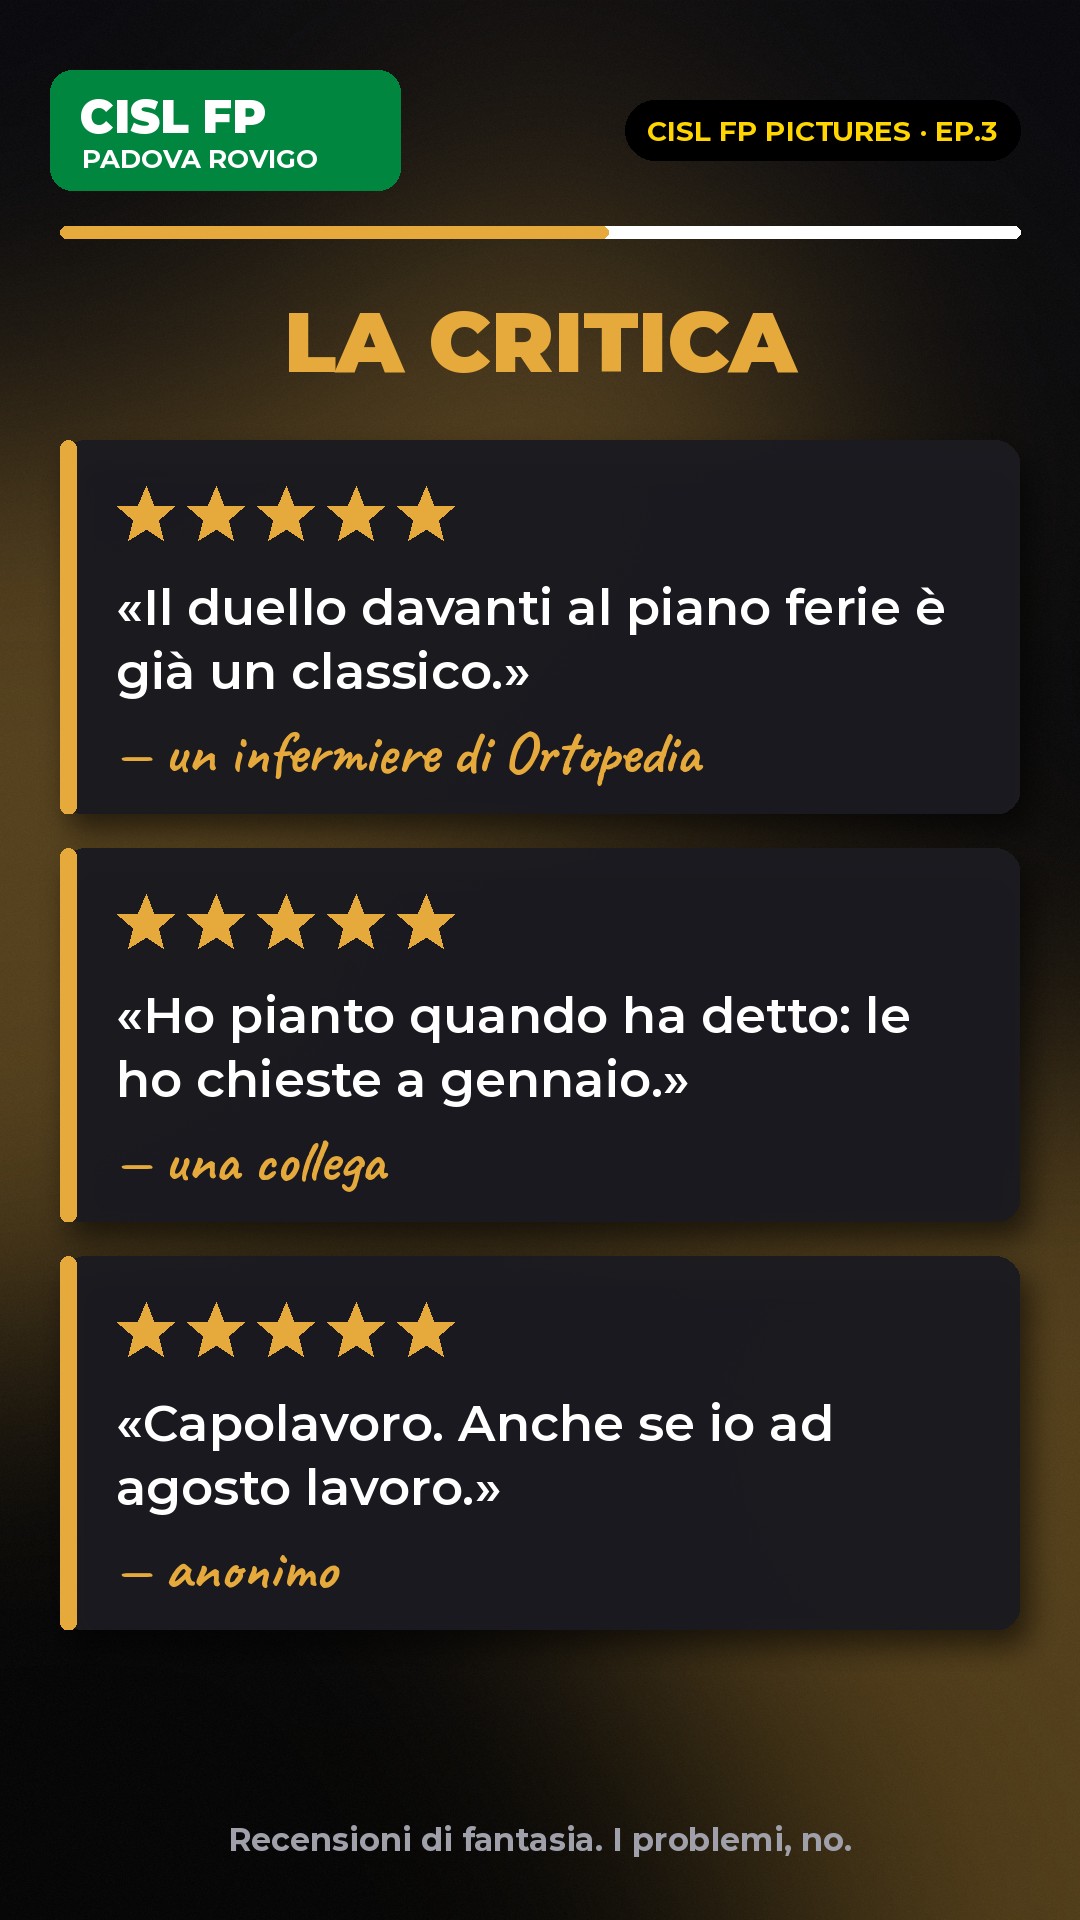 CISL FP
PADOVA ROVIGO
CISL FP PICTURES · EP.3
LA CRITICA
«Il duello davanti al piano ferie è
già un classico.»
— un infermiere di Ortopedia
«Ho pianto quando ha detto: le
ho chieste a gennaio.»
— una collega
«Capolavoro. Anche se io ad
agosto lavoro.»
— anonimo
Recensioni di fantasia. I problemi, no.